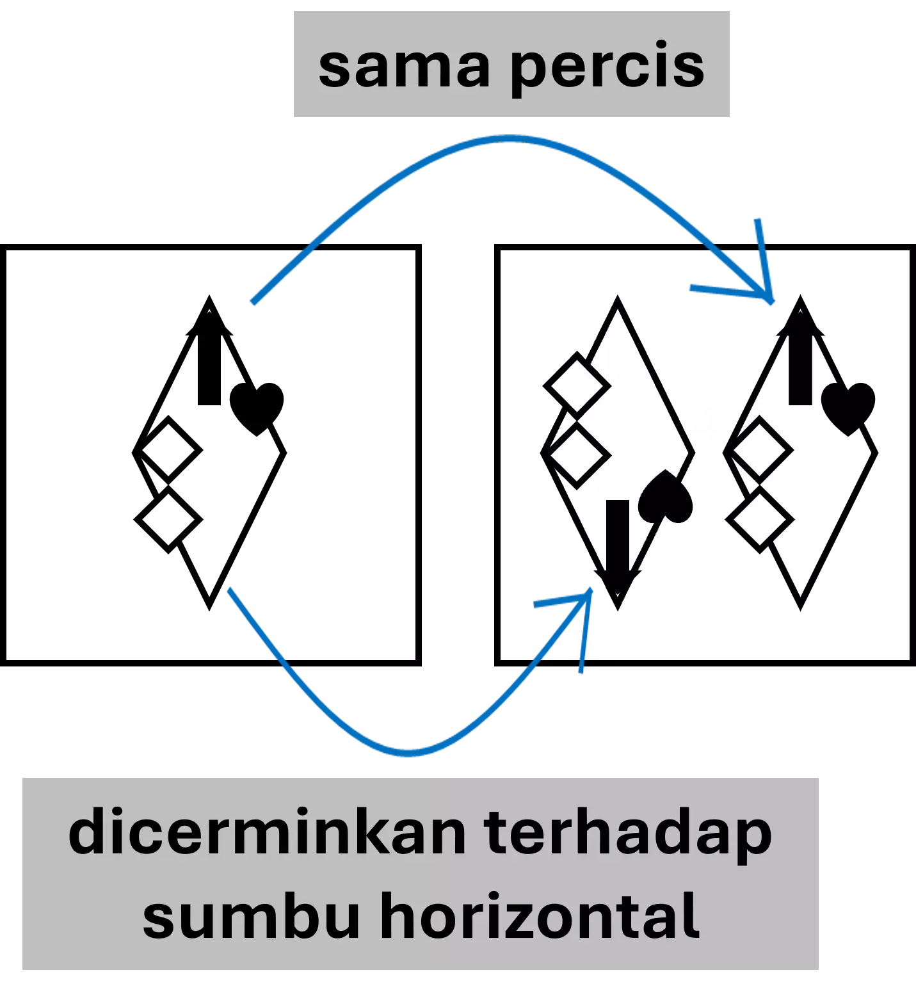 sama percis
dicerminkan terhadap
sumbu horizontal